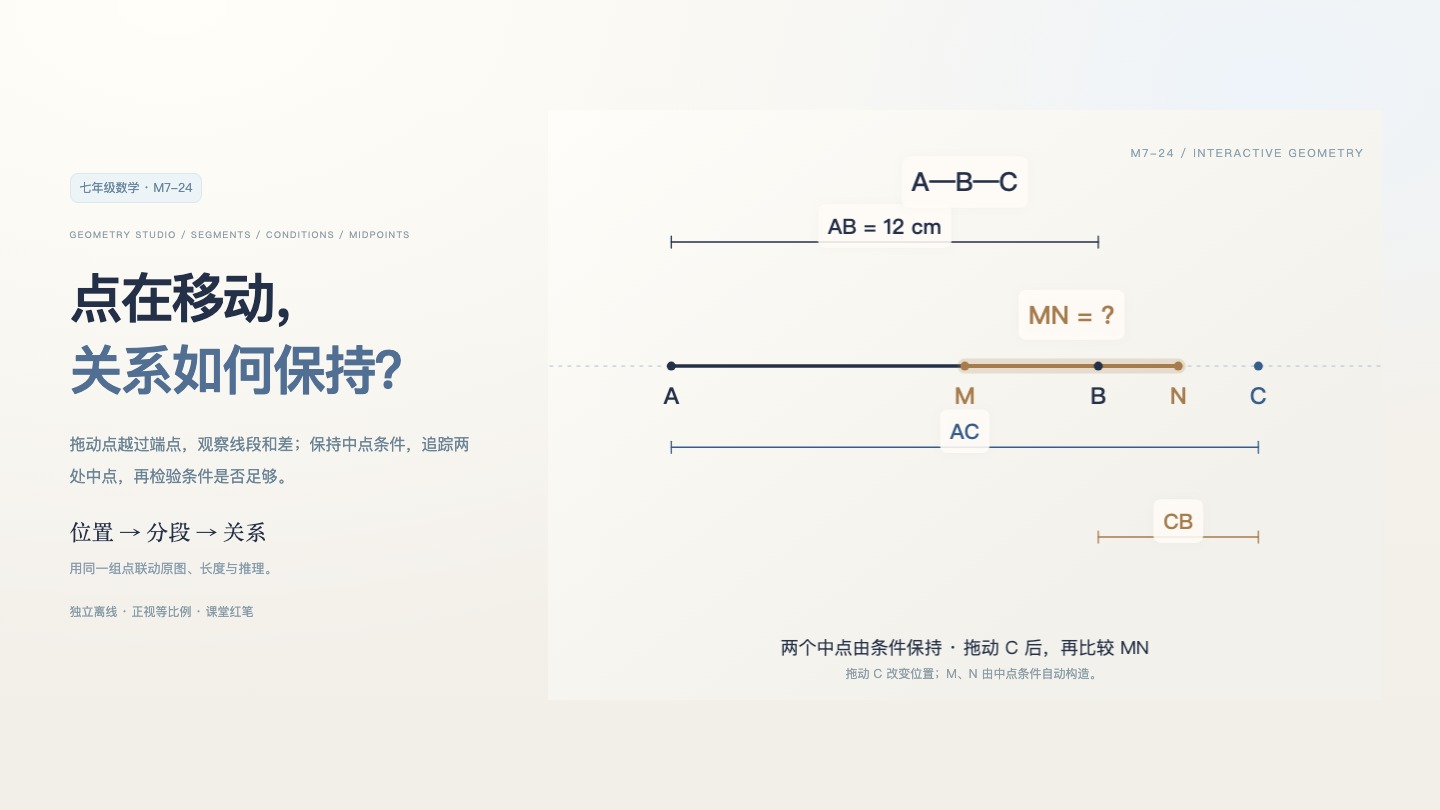 七年级数学 · M7–24
GEOMETRY STUDIO / SEGMENTS / CONDITIONS / MIDPOINTS
点在移动，
关系如何保持？
拖动点越过端点，观察线段和差；保持中点条件，追踪两
处中点，再检验条件是否足够。
位置 → 分段 → 关系
用同一组点联动原图、长度与推理。
独立离线 · 正视等比例 · 课堂红笔
M7–24 / INTERACTIVE GEOMETRY
A—B—C
AB = 12 cm
MN = ?
A M B N C
AC
CB
两个中点由条件保持 · 拖动 C 后，再比较 MN
拖动 C 改变位置；M、N 由中点条件自动构造。